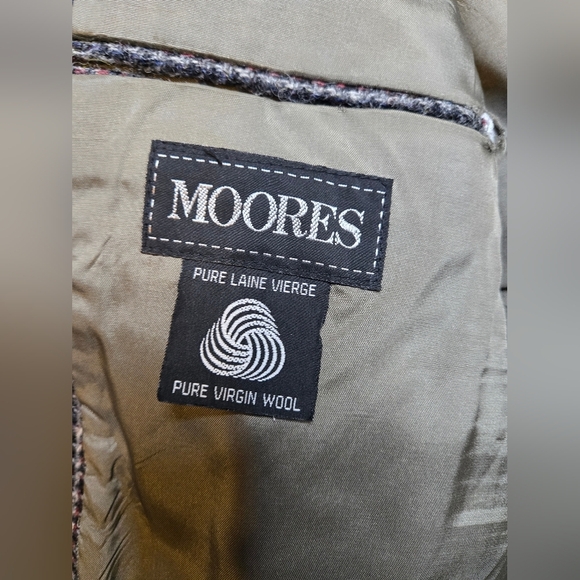 MOORES
PURE LAINE VIERGE
PURE VIRGIN WOOL